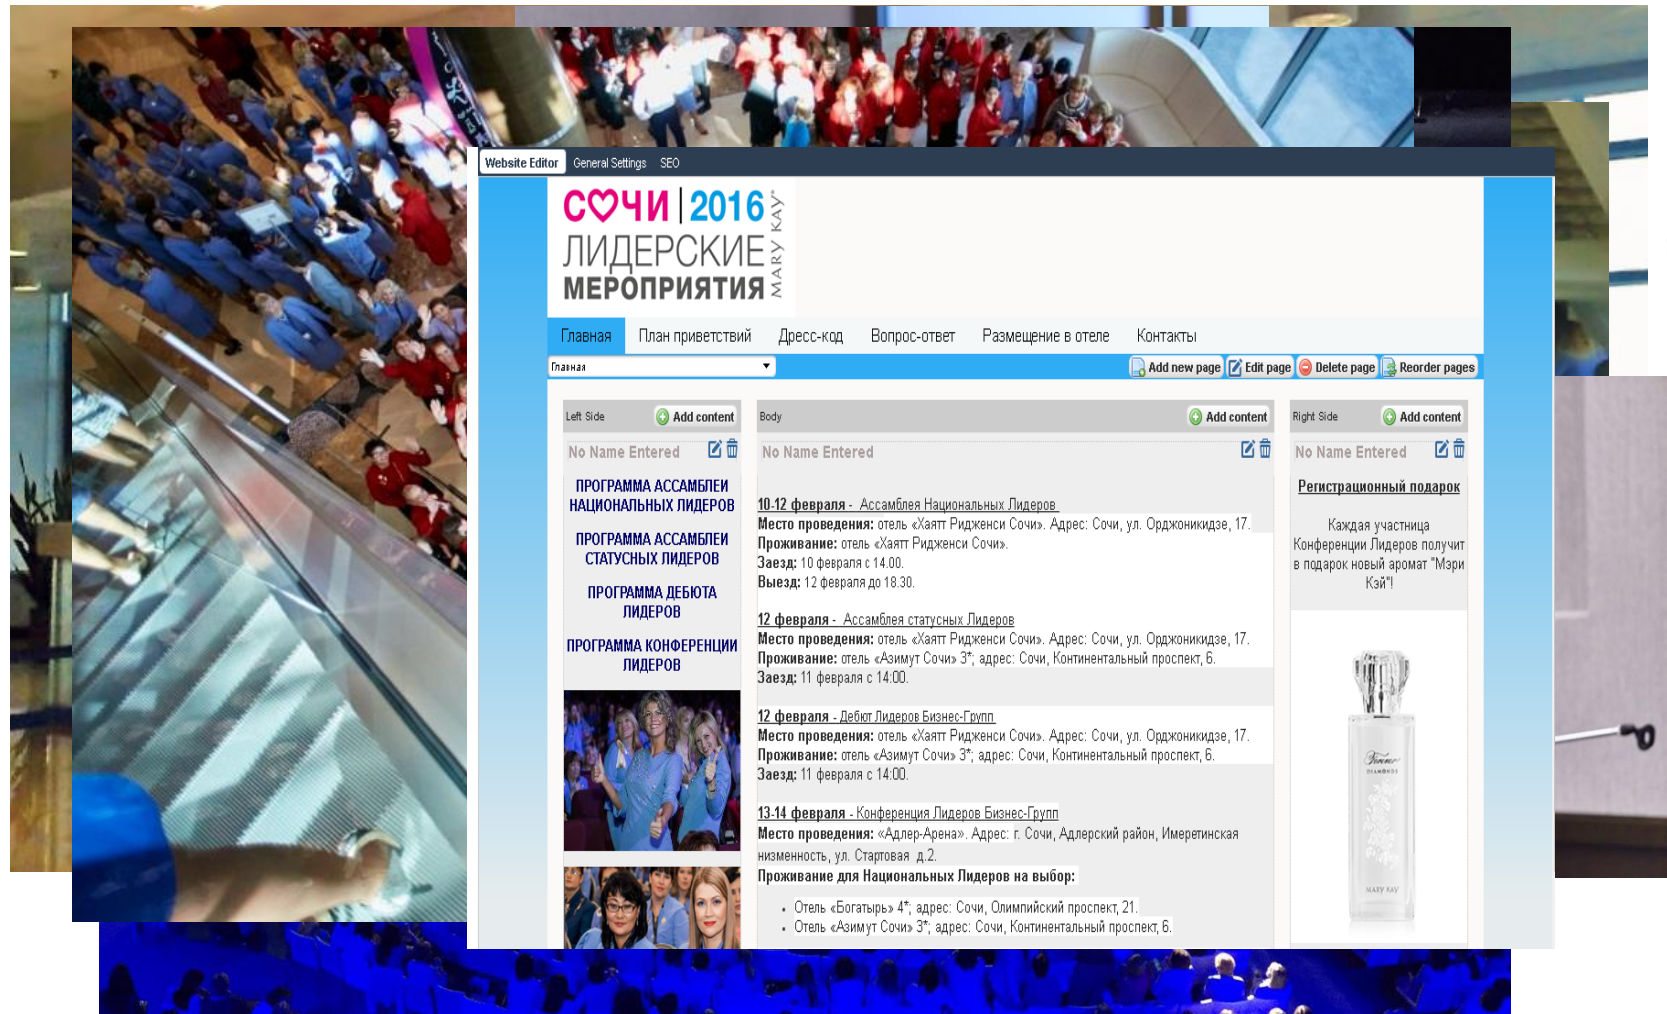 Website Editor General Settings SEO
СОЧИ | 2016
ЛИДЕРСКИЕ
МЕРОПРИЯТИЯ
MARY KAY
Главная План приветствий Дресс-код Вопрос-ответ Размещение в отеле Контакты
Главная Add new page Edit page Delete page Reorder pages
Left Side Add content
No Name Entered
ПРОГРАММА АССАМБЛЕИ
НАЦИОНАЛЬНЫХ ЛИДЕРОВ
ПРОГРАММА АССАМБЛЕИ
СТАТУСНЫХ ЛИДЕРОВ
ПРОГРАММА ДЕБЮТА
ЛИДЕРОВ
ПРОГРАММА КОНФЕРЕНЦИИ
ЛИДЕРОВ
Body Add content
No Name Entered
10-12 февраля - Ассамблея Национальных Лидеров
Место проведения: отель «Хаятт Ридженси Сочи». Адрес: Сочи, ул. Орджоникидзе, 17.
Проживание: отель «Хаятт Ридженси Сочи».
Заезд: 10 февраля с 14.00.
Выезд: 12 февраля до 18.30.
12 февраля - Ассамблея статусных Лидеров
Место проведения: отель «Хаятт Ридженси Сочи». Адрес: Сочи, ул. Орджоникидзе, 17.
Проживание: отель «Азимут Сочи» 3*; адрес: Сочи, Континентальный проспект, 6.
Заезд: 11 февраля с 14:00.
12 февраля - Дебют Лидеров Бизнес-Групп
Место проведения: отель «Хаятт Ридженси Сочи». Адрес: Сочи, ул. Орджоникидзе, 17.
Проживание: отель «Азимут Сочи» 3*; адрес: Сочи, Континентальный проспект, 6.
Заезд: 11 февраля с 14:00.
13-14 февраля - Конференция Лидеров Бизнес-Групп
Место проведения: «Адлер-Арена». Адрес: г. Сочи, Адлерский район, Имеретинская
низменность, ул. Стартовая д.2.
Проживание для Национальных Лидеров на выбор:
• Отель «Богатырь» 4*; адрес: Сочи, Олимпийский проспект, 21.
• Отель «Азимут Сочи» 3*; адрес: Сочи, Континентальный проспект, 6.
Right Side Add content
No Name Entered
Регистрационный подарок
Каждая участница
Конференции Лидеров получит
в подарок новый аромат "Мэри
Кэй"!
DIAMONDS
MARY KAY